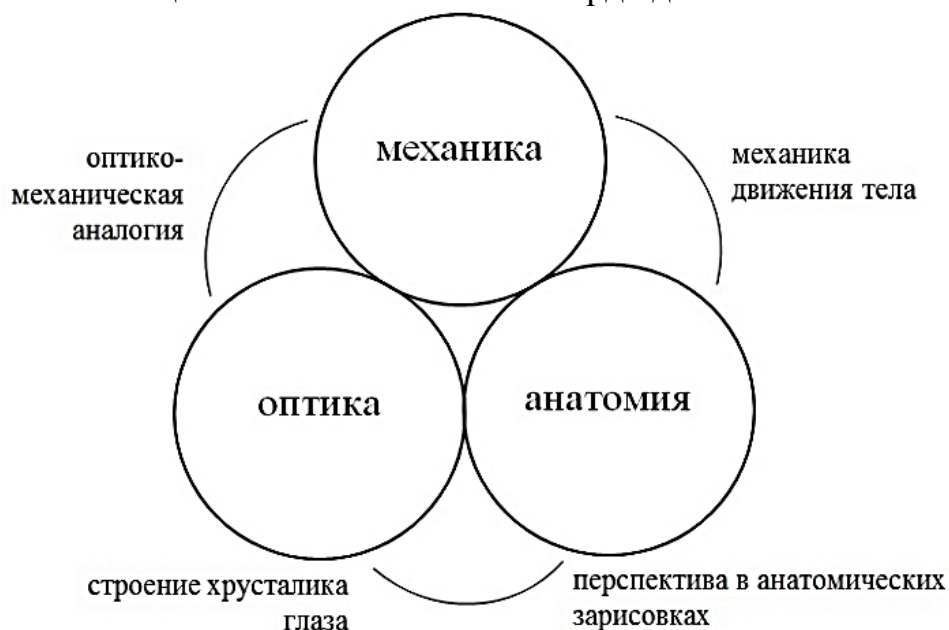 механика
оптико-
механическая
аналогия
механика
движения тела
оптика
анатомия
строение хрусталика
глаза
перспектива в анатомических
зарисовках